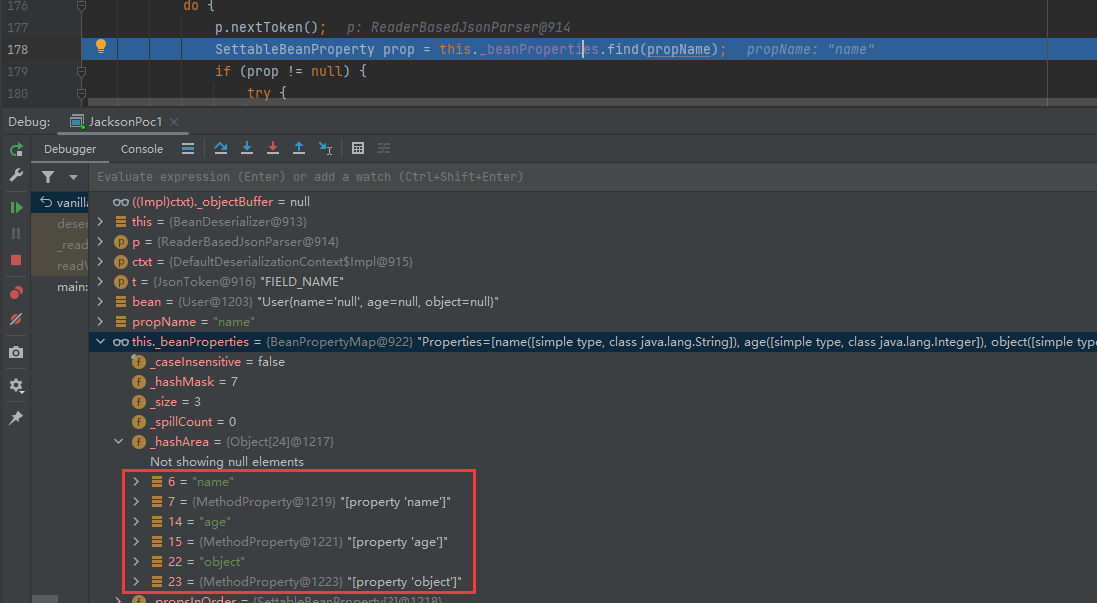 176 do {
177 p.nextToken(); p: ReaderBasedJsonParser@914
178 SettableBeanProperty prop = this._beanProperties.find(propName); propName: "name"
179 if (prop != null) {
180 try {
Debug: JacksonPoc1
Debugger Console
Evaluate expression (Enter) or add a watch (Ctrl+Shift+Enter)
vanilla
deser
_read
readV
main:
((Impl)ctxt)._objectBuffer = null
this = {BeanDeserializer@913}
p = {ReaderBasedJsonParser@914}
ctxt = {DefaultDeserializationContext$Impl@915}
t = {JsonToken@916} "FIELD_NAME"
bean = {User@1203} "User{name='null', age=null, object=null}"
propName = "name"
this._beanProperties = {BeanPropertyMap@922} "Properties=[name([simple type, class java.lang.String]), age([simple type, class java.lang.Integer]), object([simple type
_caseInsensitive = false
_hashMask = 7
_size = 3
_spillCount = 0
_hashArea = {Object[24]@1217}
Not showing null elements
6 = "name"
7 = {MethodProperty@1219} "[property 'name']"
14 = "age"
15 = {MethodProperty@1221} "[property 'age']"
22 = "object"
23 = {MethodProperty@1223} "[property 'object']"
_propsInOrder = {SettableBeanProperty[3]@1218}